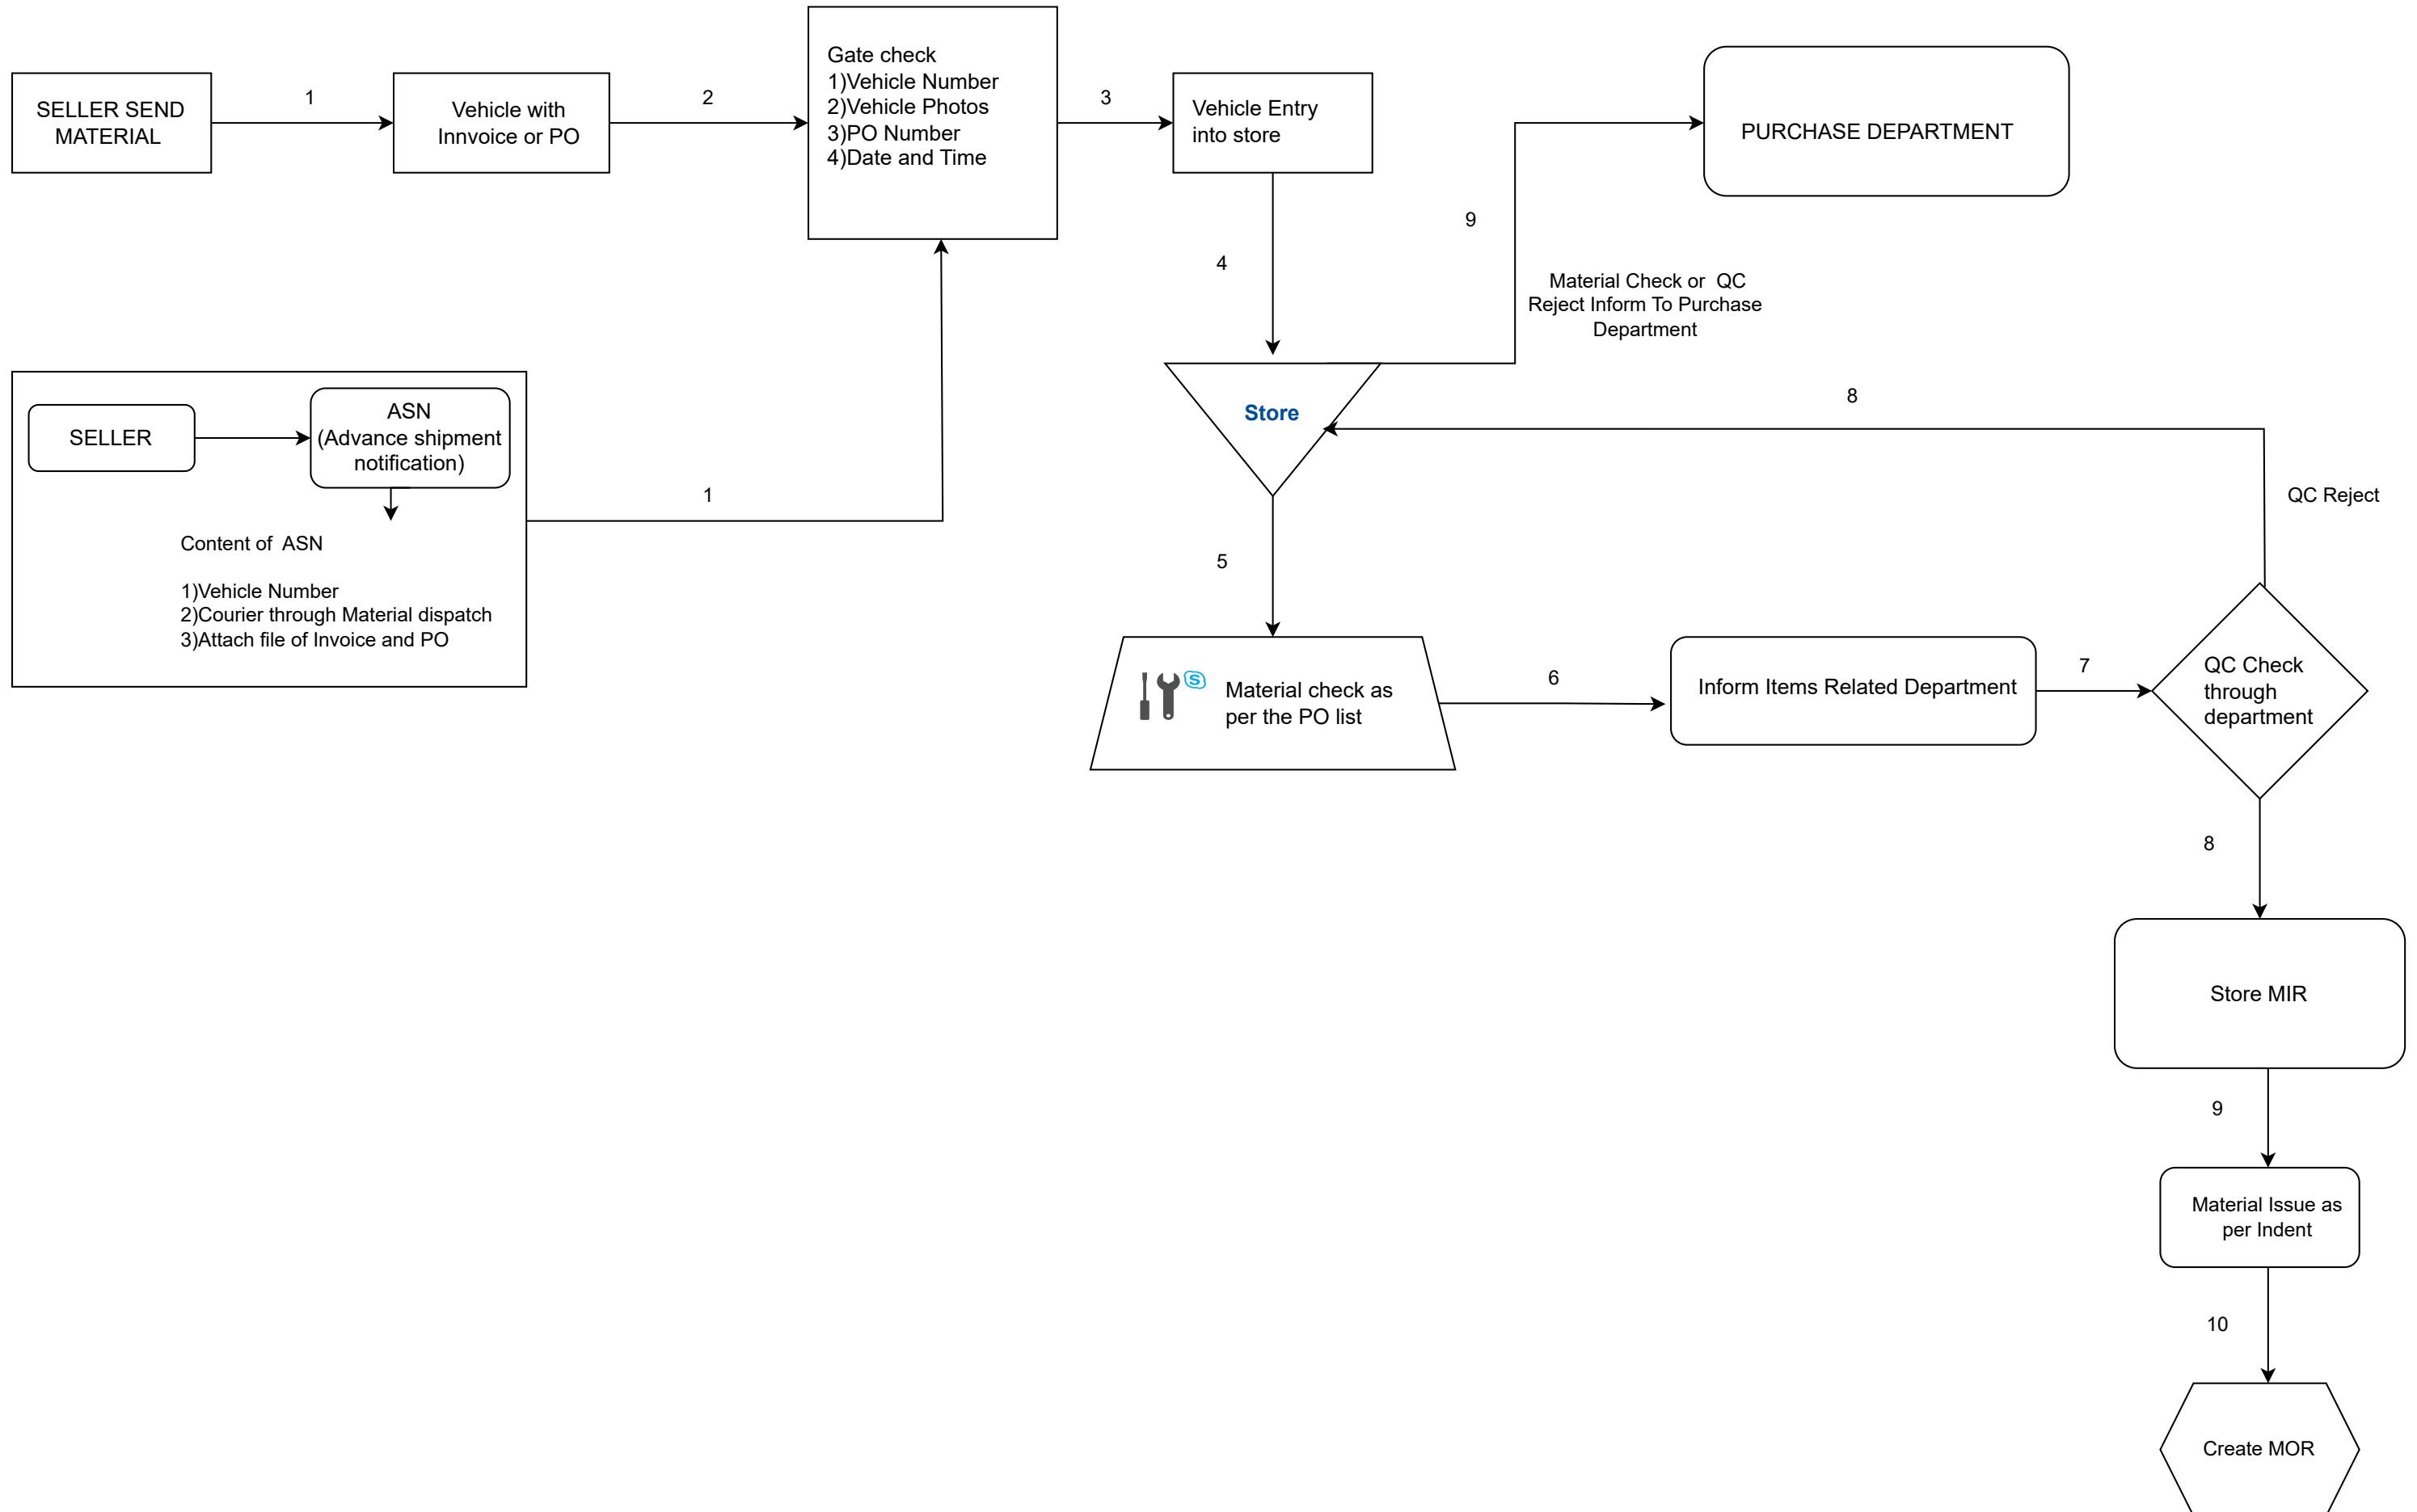 SELLER SEND
MATERIAL
1
Vehicle with
Innvoice or PO
2
Gate check
1)Vehicle Number
2)Vehicle Photos
3)PO Number
4)Date and Time
3
Vehicle Entry
into store
PURCHASE DEPARTMENT
9
4
Material Check or  QC
Reject Inform To Purchase
Department
SELLER
ASN
(Advance shipment
notification)
Content of  ASN
1)Vehicle Number
2)Courier through Material dispatch
3)Attach file of Invoice and PO
1
Store
8
QC Reject
5
S
Material check as
per the PO list
6
Inform Items Related Department
7
QC Check
through
department
8
Store MIR
9
Material Issue as
per Indent
10
Create MOR